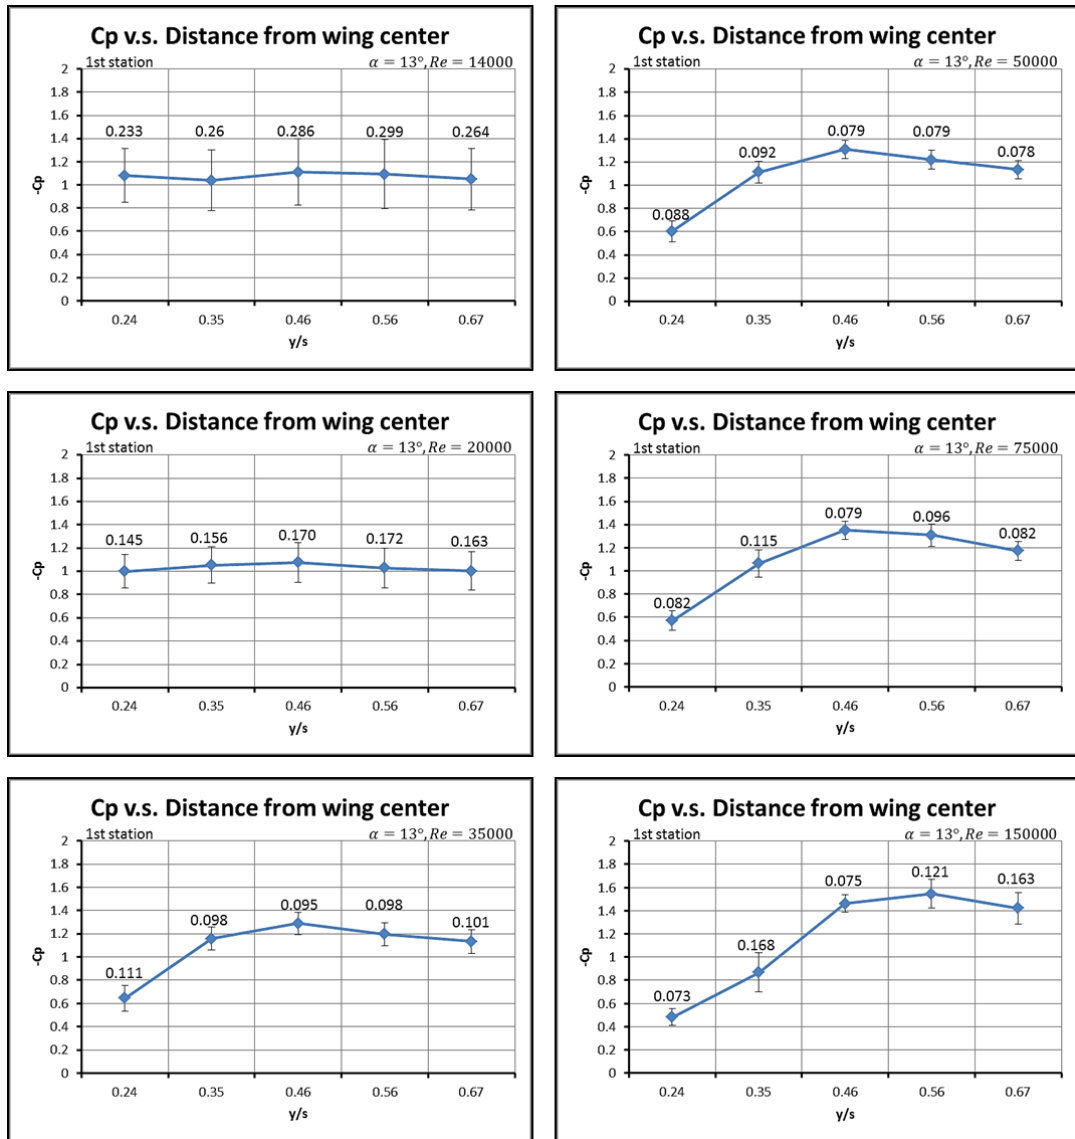 Cp v.s. Distance from wing center
1st station α = 13°, Re = 14000
2
1.8
1.6
1.4
1.2
1
0.8
0.6
0.4
0.2
0
-Cp
0.233 0.26 0.286 0.299 0.264
0.24 0.35 0.46 0.56 0.67
y/s
Cp v.s. Distance from wing center
1st station α = 13°, Re = 50000
2
1.8
1.6
1.4
1.2
1
0.8
0.6
0.4
0.2
0
-Cp
0.088 0.092 0.079 0.079 0.078
0.24 0.35 0.46 0.56 0.67
y/s
Cp v.s. Distance from wing center
1st station α = 13°, Re = 20000
2
1.8
1.6
1.4
1.2
1
0.8
0.6
0.4
0.2
0
-Cp
0.145 0.156 0.170 0.172 0.163
0.24 0.35 0.46 0.56 0.67
y/s
Cp v.s. Distance from wing center
1st station α = 13°, Re = 75000
2
1.8
1.6
1.4
1.2
1
0.8
0.6
0.4
0.2
0
-Cp
0.082 0.115 0.079 0.096 0.082
0.24 0.35 0.46 0.56 0.67
y/s
Cp v.s. Distance from wing center
1st station α = 13°, Re = 35000
2
1.8
1.6
1.4
1.2
1
0.8
0.6
0.4
0.2
0
-Cp
0.111 0.098 0.095 0.098 0.101
0.24 0.35 0.46 0.56 0.67
y/s
Cp v.s. Distance from wing center
1st station α = 13°, Re = 150000
2
1.8
1.6
1.4
1.2
1
0.8
0.6
0.4
0.2
0
-Cp
0.073 0.168 0.075 0.121 0.163
0.24 0.35 0.46 0.56 0.67
y/s